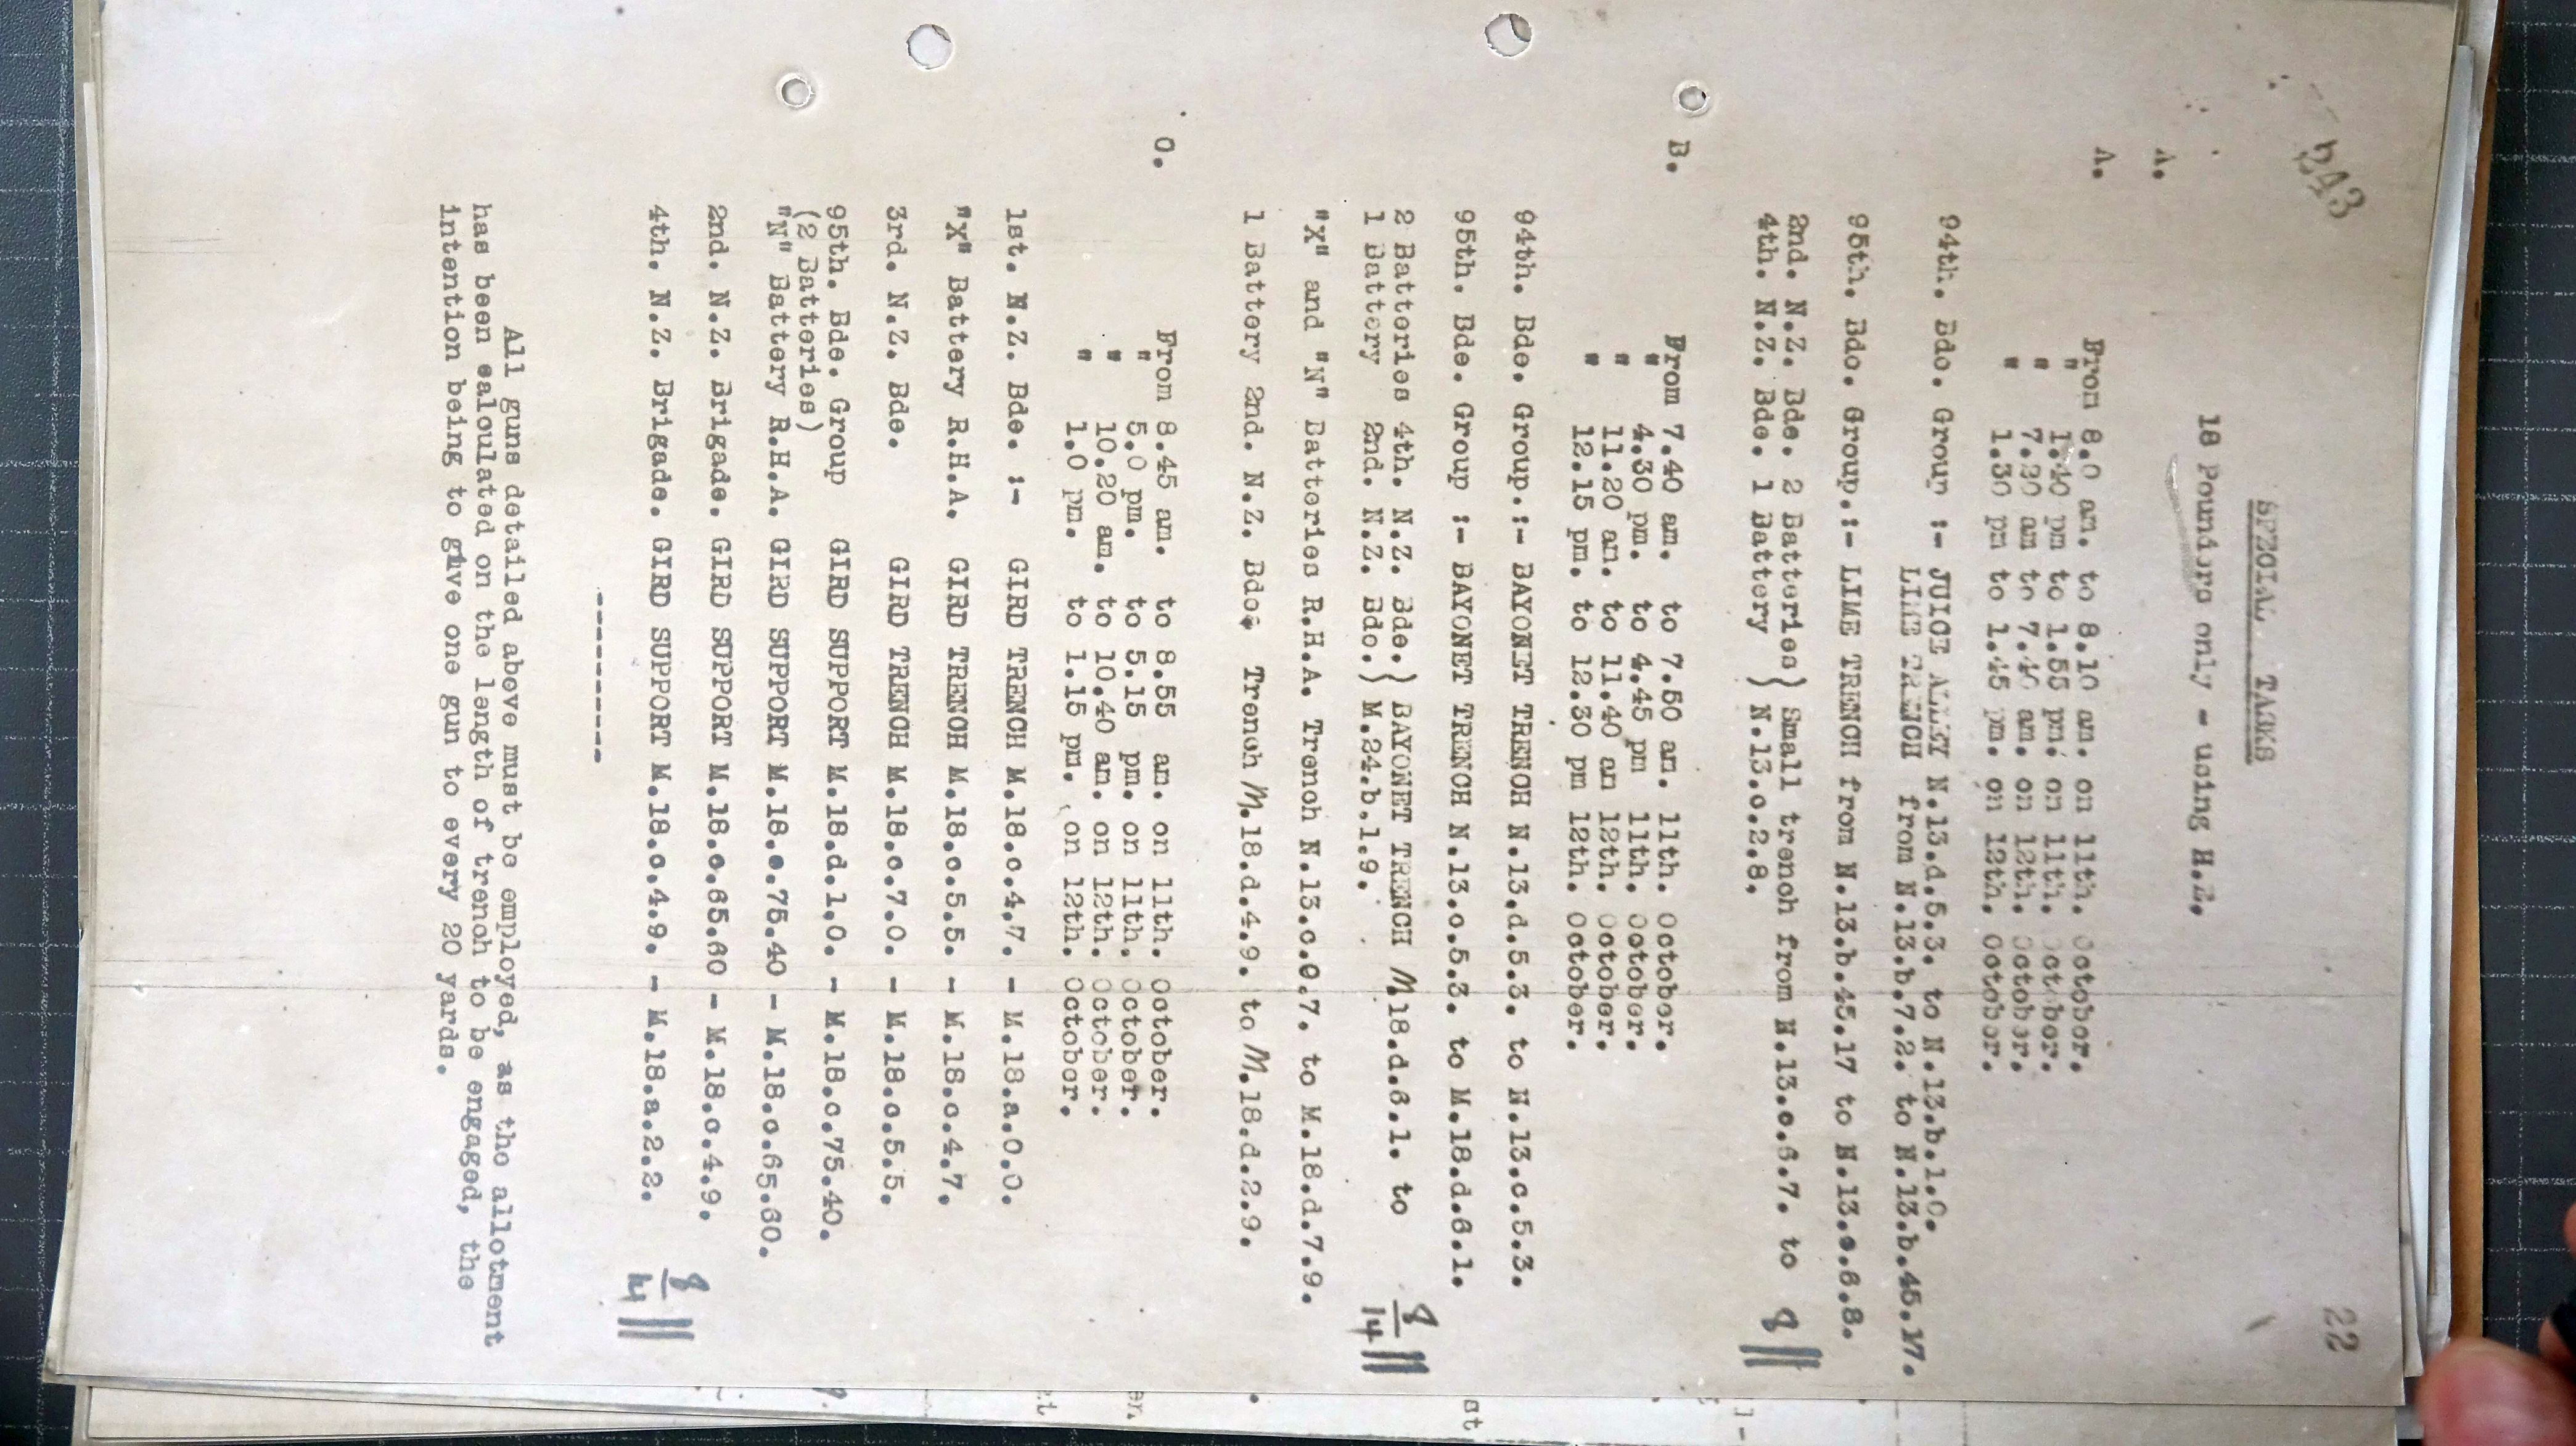 243
22
SPECIAL TASKS
18 Pounders only - using H.E.
A.
A. From 8.0 am. to 8.10 am. on 11th. October.
" 1.40 pm to 1.55 pm. on 11th. October.
" 7.30 am to 7.40 am. on 12th. October.
" 1.30 pm to 1.45 pm. on 12th. October.
94th. Bde. Group :- JUICE ALLEY N.13.d.5.3. to N.13.b.1.0.
LIME TRENCH from N.13.b.7.2. to N.13.b.45.17.
95th. Bde. Group.:- LIME TRENCH from N.13.b.45.17 to N.13.c.6.8.
2nd. N.Z. Bde. 2 Batteries) Small trench from N.13.c.6.7. to
4th. N.Z. Bde. 1 Battery ) N.13.c.2.8.
8
B. From 7.40 am. to 7.50 am. 11th. October.
" 4.30 pm. to 4.45 pm 11th. October.
" 11.20 am. to 11.40 am 12th. October.
" 12.15 pm. to 12.30 pm 12th. October.
94th. Bde. Group.:- BAYONET TRENCH N.13.d.5.3. to N.13.c.5.3.
95th. Bde. Group :- BAYONET TRENCH N.13.c.5.3. to M.18.d.6.1.
2 Batteries 4th. N.Z. Bde.) BAYONET TRENCH M.18.d.6.1. to
1 Battery 2nd. N.Z. Bde.) M.24.b.1.9.
8
14
"X" and "N" Batteries R.H.A. Trench N.13.c.0.7. to M.18.d.7.9.
1 Battery 2nd. N.Z. Bde. Trench M.18.d.4.9. to M.18.d.2.9.
C. From 8.45 am. to 8.55 am. on 11th. October.
" 5.0 pm. to 5.15 pm. on 11th. October.
" 10.20 am. to 10.40 am. on 12th. October.
" 1.0 pm. to 1.15 pm. on 12th. October.
1st. N.Z. Bde. :- GIRD TRENCH M.18.c.4.7. - M.18.a.0.0.
"X" Battery R.H.A. GIRD TRENCH M.18.c.5.5. - M.18.c.4.7.
3rd. N.Z. Bde. GIRD TRENCH M.18.c.7.0. - M.18.c.5.5.
95th. Bde. Group GIRD SUPPORT M.18.d.1.0. - M.18.c.75.40.
(2 Batteries)
"N" Battery R.H.A. GIRD SUPPORT M.18.c.75.40 - M.18.c.65.60.
2nd. N.Z. Brigade. GIRD SUPPORT M.18.c.65.60 - M.18.c.4.9.
4th. N.Z. Brigade. GIRD SUPPORT M.18.c.4.9. - M.18.a.2.2.
8
14
----------
All guns detailed above must be employed, as the allotment
has been calculated on the length of trench to be engaged, the
intention being to give one gun to every 20 yards.